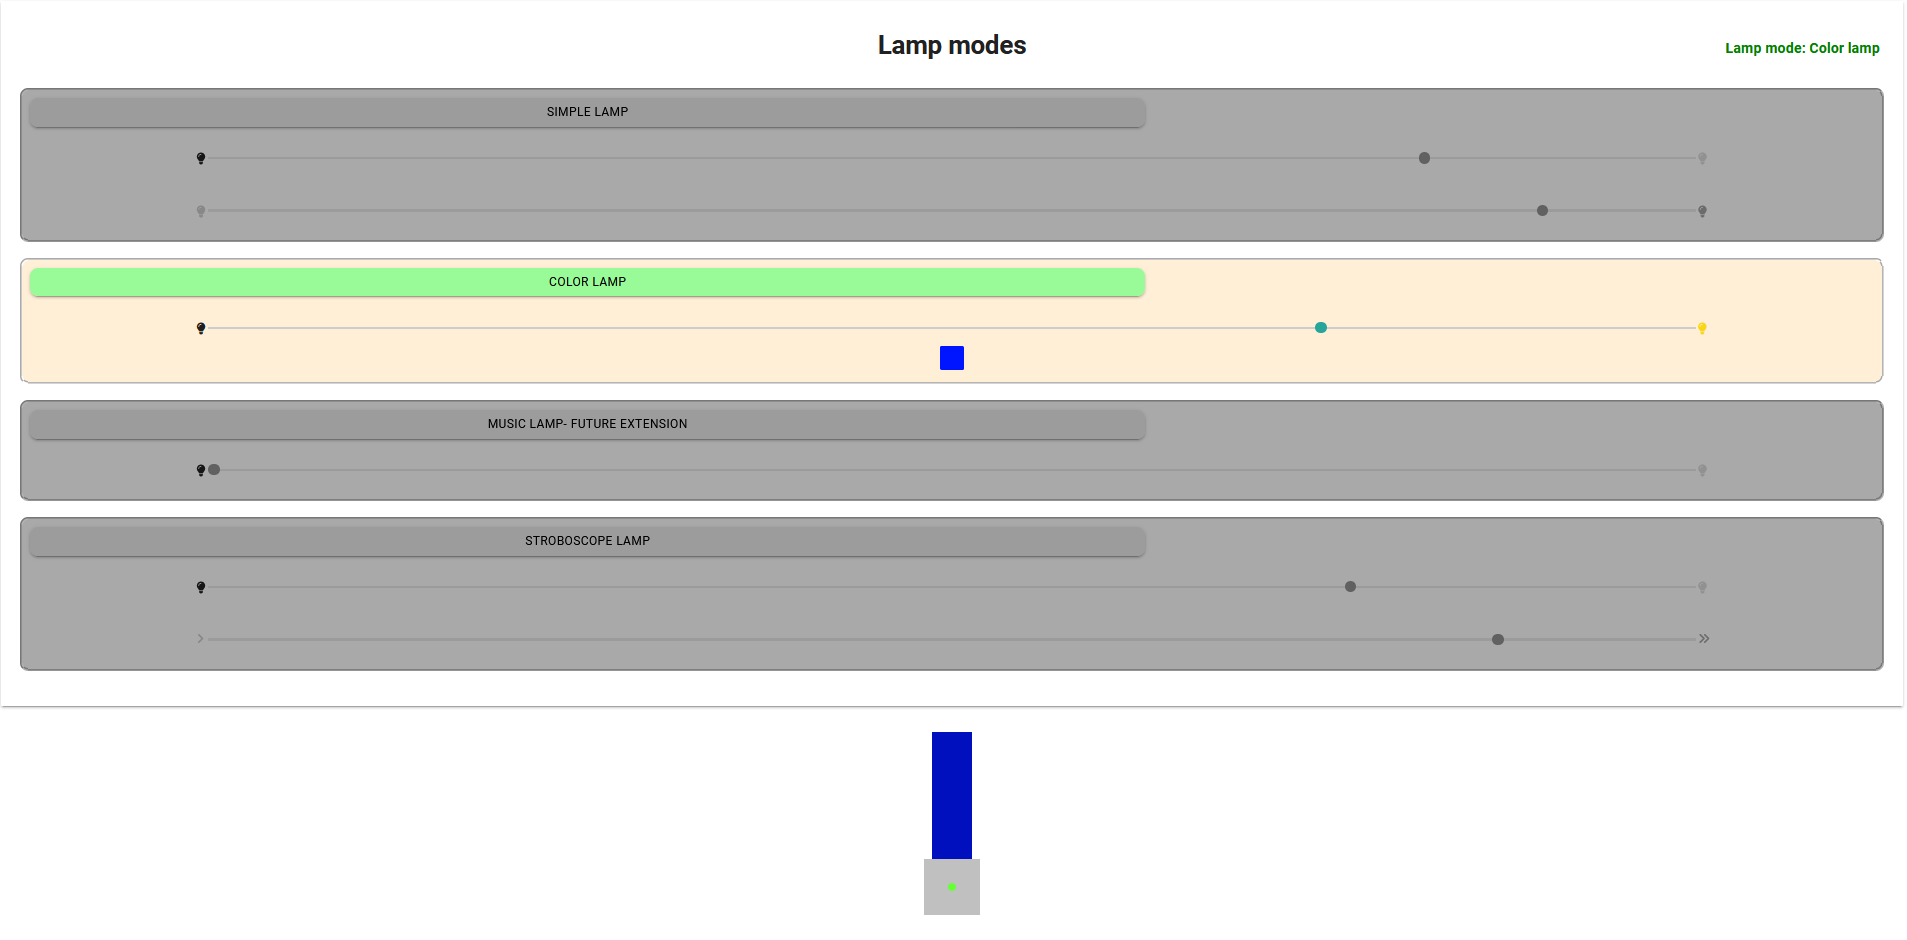 Lamp modes
Lamp mode: Color lamp
SIMPLE LAMP
COLOR LAMP
MUSIC LAMP- FUTURE EXTENSION
STROBOSCOPE LAMP